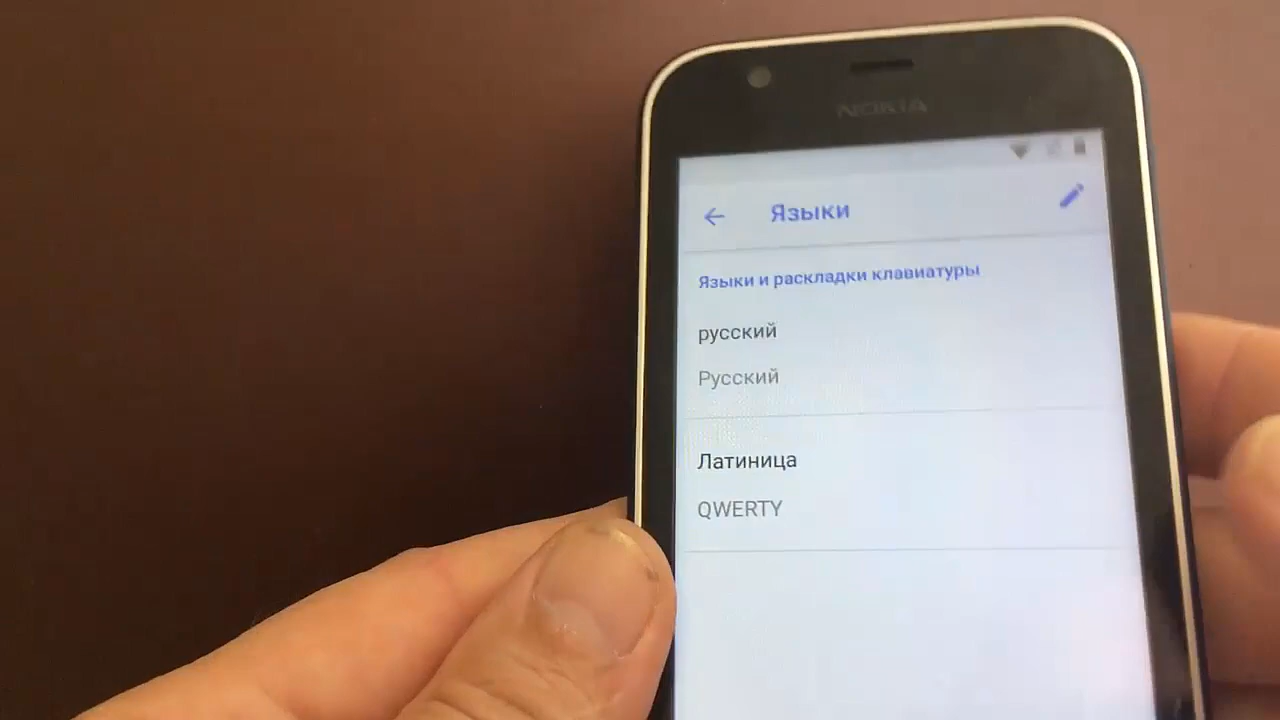 NOKIA
Языки
Языки и раскладки клавиатуры
русский
Русский
Латиница
QWERTY